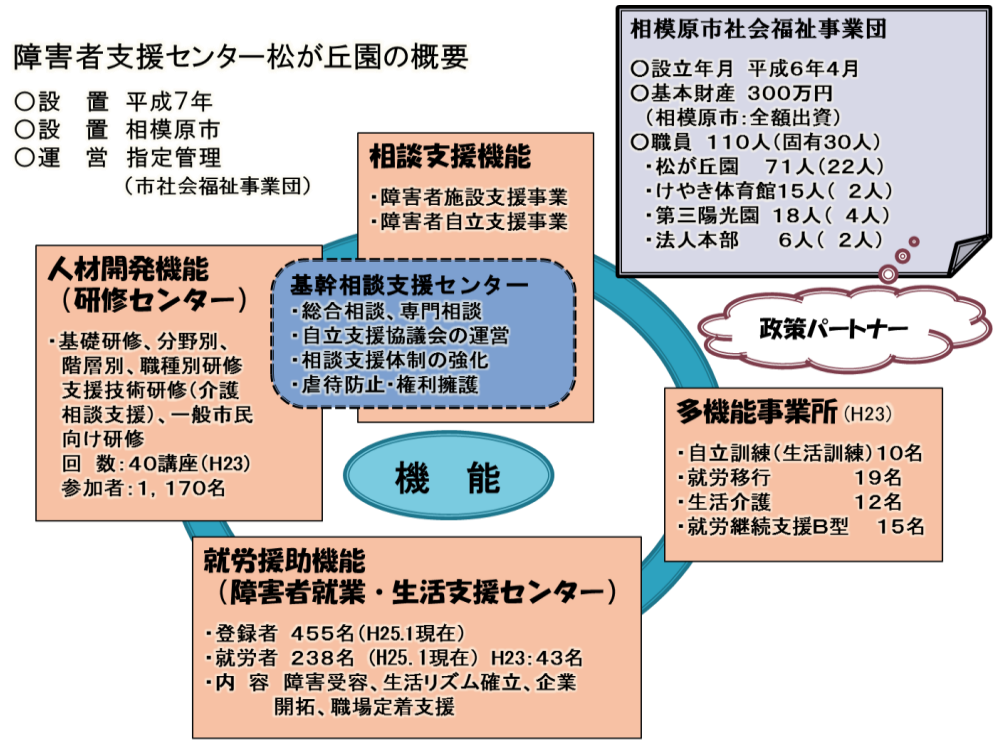 障害者支援センター松が丘園の概要
○設　置 平成7年
○設　置 相模原市
○運　営 指定管理
（市社会福祉事業団）
相模原市社会福祉事業団
○設立年月 平成6年4月
○基本財産 300万円
（相模原市：全額出資）
○職員 110人(固有30人)
・松が丘園 71人(22人)
・けやき体育館15人( 2人)
・第三陽光園 18人( 4人)
・法人本部 6人( 2人)
政策パートナー
相談支援機能
・障害者施設支援事業
・障害者自立支援事業
基幹相談支援センター
・総合相談、専門相談
・自立支援協議会の運営
・相談支援体制の強化
・虐待防止・権利擁護
人材開発機能
（研修センター）
・基礎研修、分野別、
階層別、職種別研修
支援技術研修(介護
相談支援)、一般市民
向け研修
回 数：40講座(H23)
参加者：1，170名
機 能
多機能事業所(H23)
・自立訓練(生活訓練)10名
・就労移行 19名
・生活介護 12名
・就労継続支援B型 15名
就労援助機能
（障害者就業・生活支援センター）
・登録者 455名(H25.1現在)
・就労者 238名 (H25.1現在) H23：43名
・内 容 障害受容、生活リズム確立、企業
開拓、職場定着支援